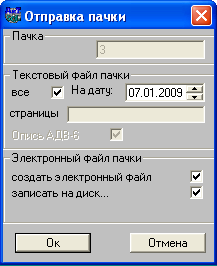 Отправка пачки
Пачка
3
Текстовый файл пачки
все На дату: 07.01.2009
страницы
Опись АДВ-6
Электронный файл пачки
создать электронный файл
записать на диск...
Ок Отмена